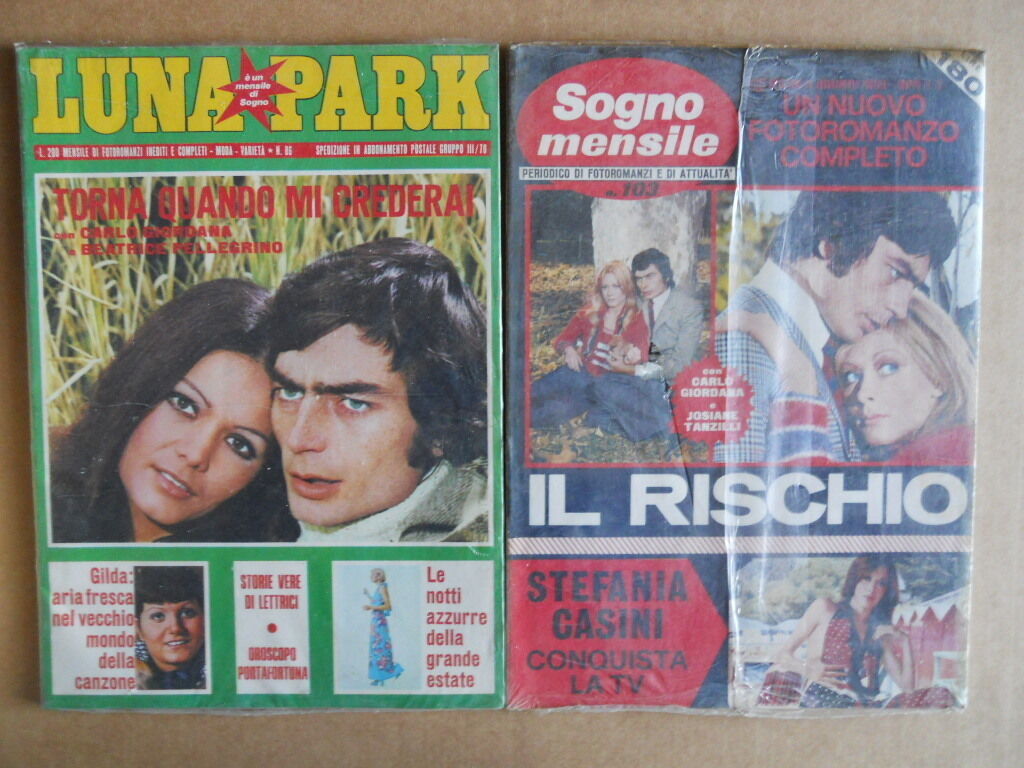 LUNA PARK
è un
mensile
di
Sogno
L. 200 MENSILE DI FOTOROMANZI INEDITI E COMPLETI - MODA - VARIETA ★ N. 86 SPEDIZIONE IN ABBONAMENTO POSTALE GRUPPO III/70
TORNA QUANDO MI CREDERAI
con CARLO GIORDANA
e BEATRICE PELLEGRINO
Gilda:
aria fresca
nel vecchio
mondo
della
canzone
STORIE VERE
DI LETTRICI
•
OROSCOPO
PORTAFORTUNA
Le
notti
azzurre
della
grande
estate
Sogno
mensile
PERIODICO DI FOTOROMANZI E DI ATTUALITA'
n. 103
180
UN NUOVO
FOTOROMANZO
COMPLETO
con
CARLO
GIORDANA
e
JOSIANE
TANZILLI
IL RISCHIO
STEFANIA
CASINI
CONQUISTA
LA TV